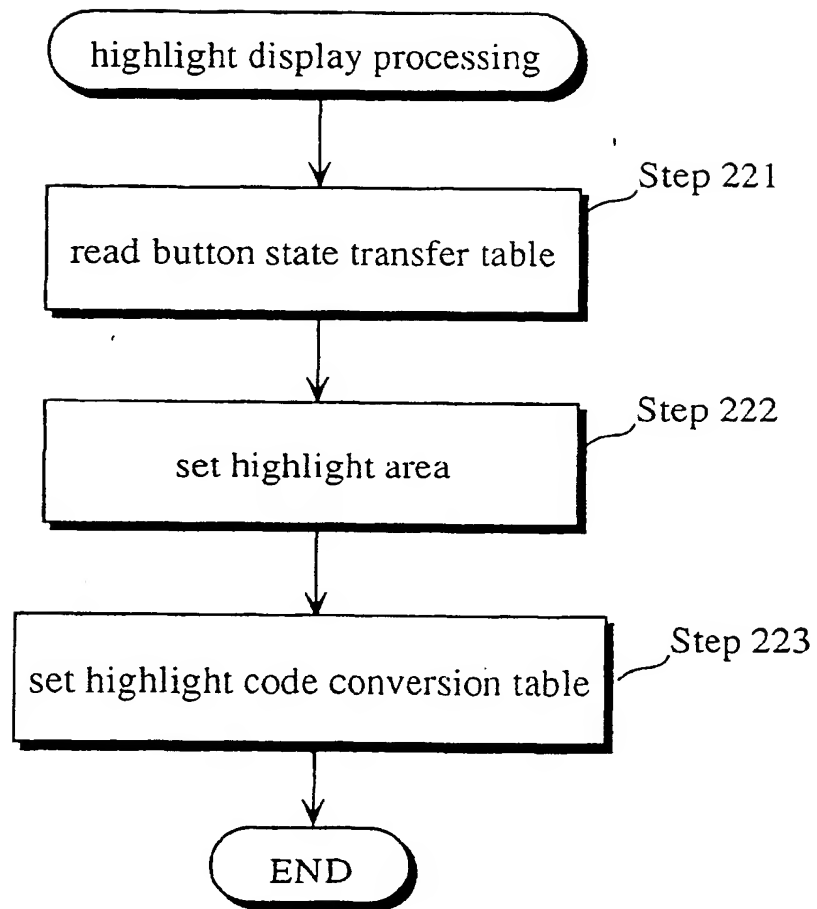 highlight display processing
Step 221
read button state transfer table
Step 222
set highlight area
Step 223
set highlight code conversion table
END